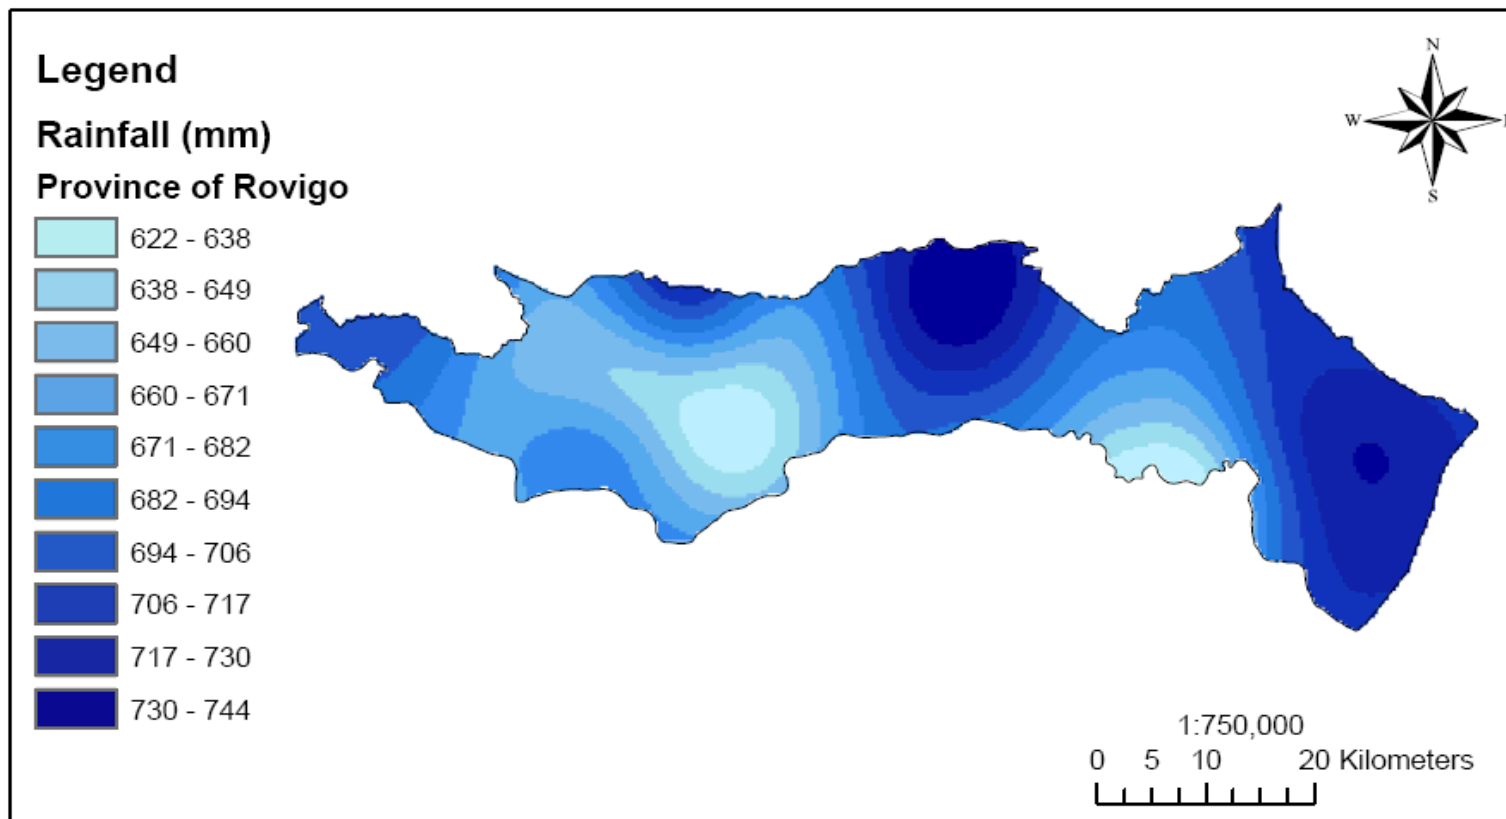 Legend
Rainfall (mm)
Province of Rovigo
622 - 638
638 - 649
649 - 660
660 - 671
671 - 682
682 - 694
694 - 706
706 - 717
717 - 730
730 - 744
N
W
S
1:750,000
0 5 10 20 Kilometers